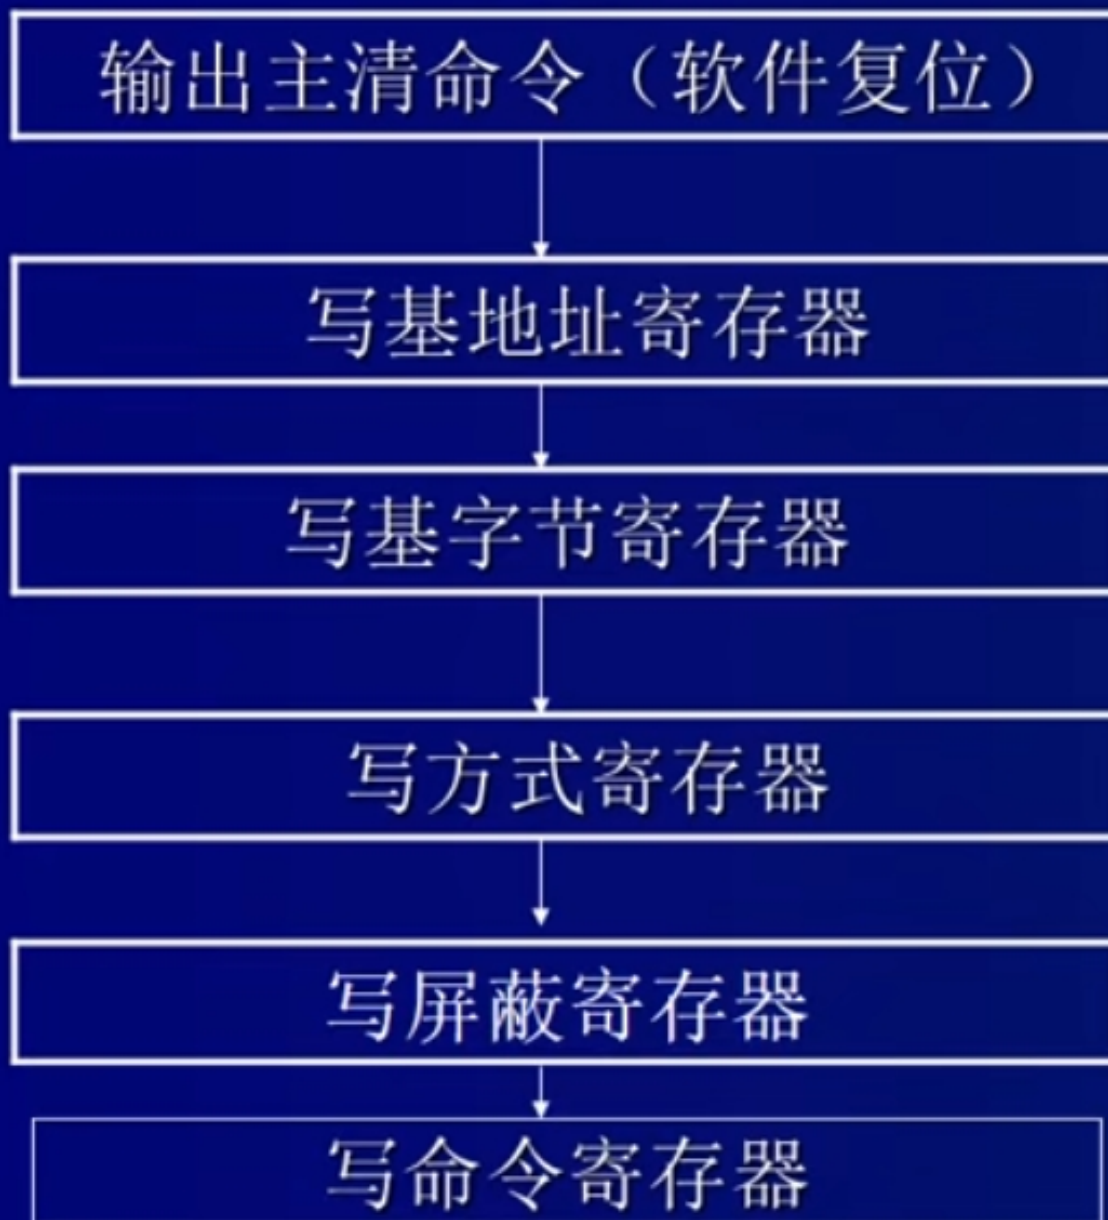 输出主清命令（软件复位）
写基地址寄存器
写基字节寄存器
写方式寄存器
写屏蔽寄存器
写命令寄存器